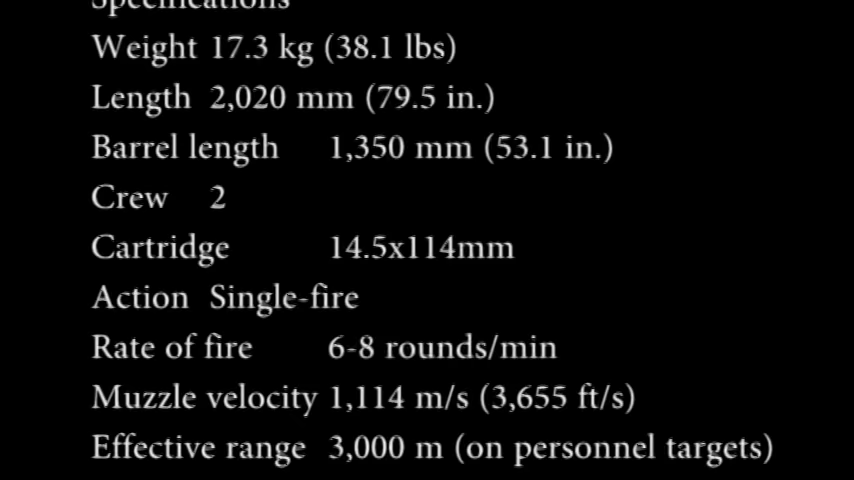 Specifications
Weight 17.3 kg (38.1 lbs)
Length 2,020 mm (79.5 in.)
Barrel length 1,350 mm (53.1 in.)
Crew 2
Cartridge 14.5x114mm
Action Single-fire
Rate of fire 6-8 rounds/min
Muzzle velocity 1,114 m/s (3,655 ft/s)
Effective range 3,000 m (on personnel targets)